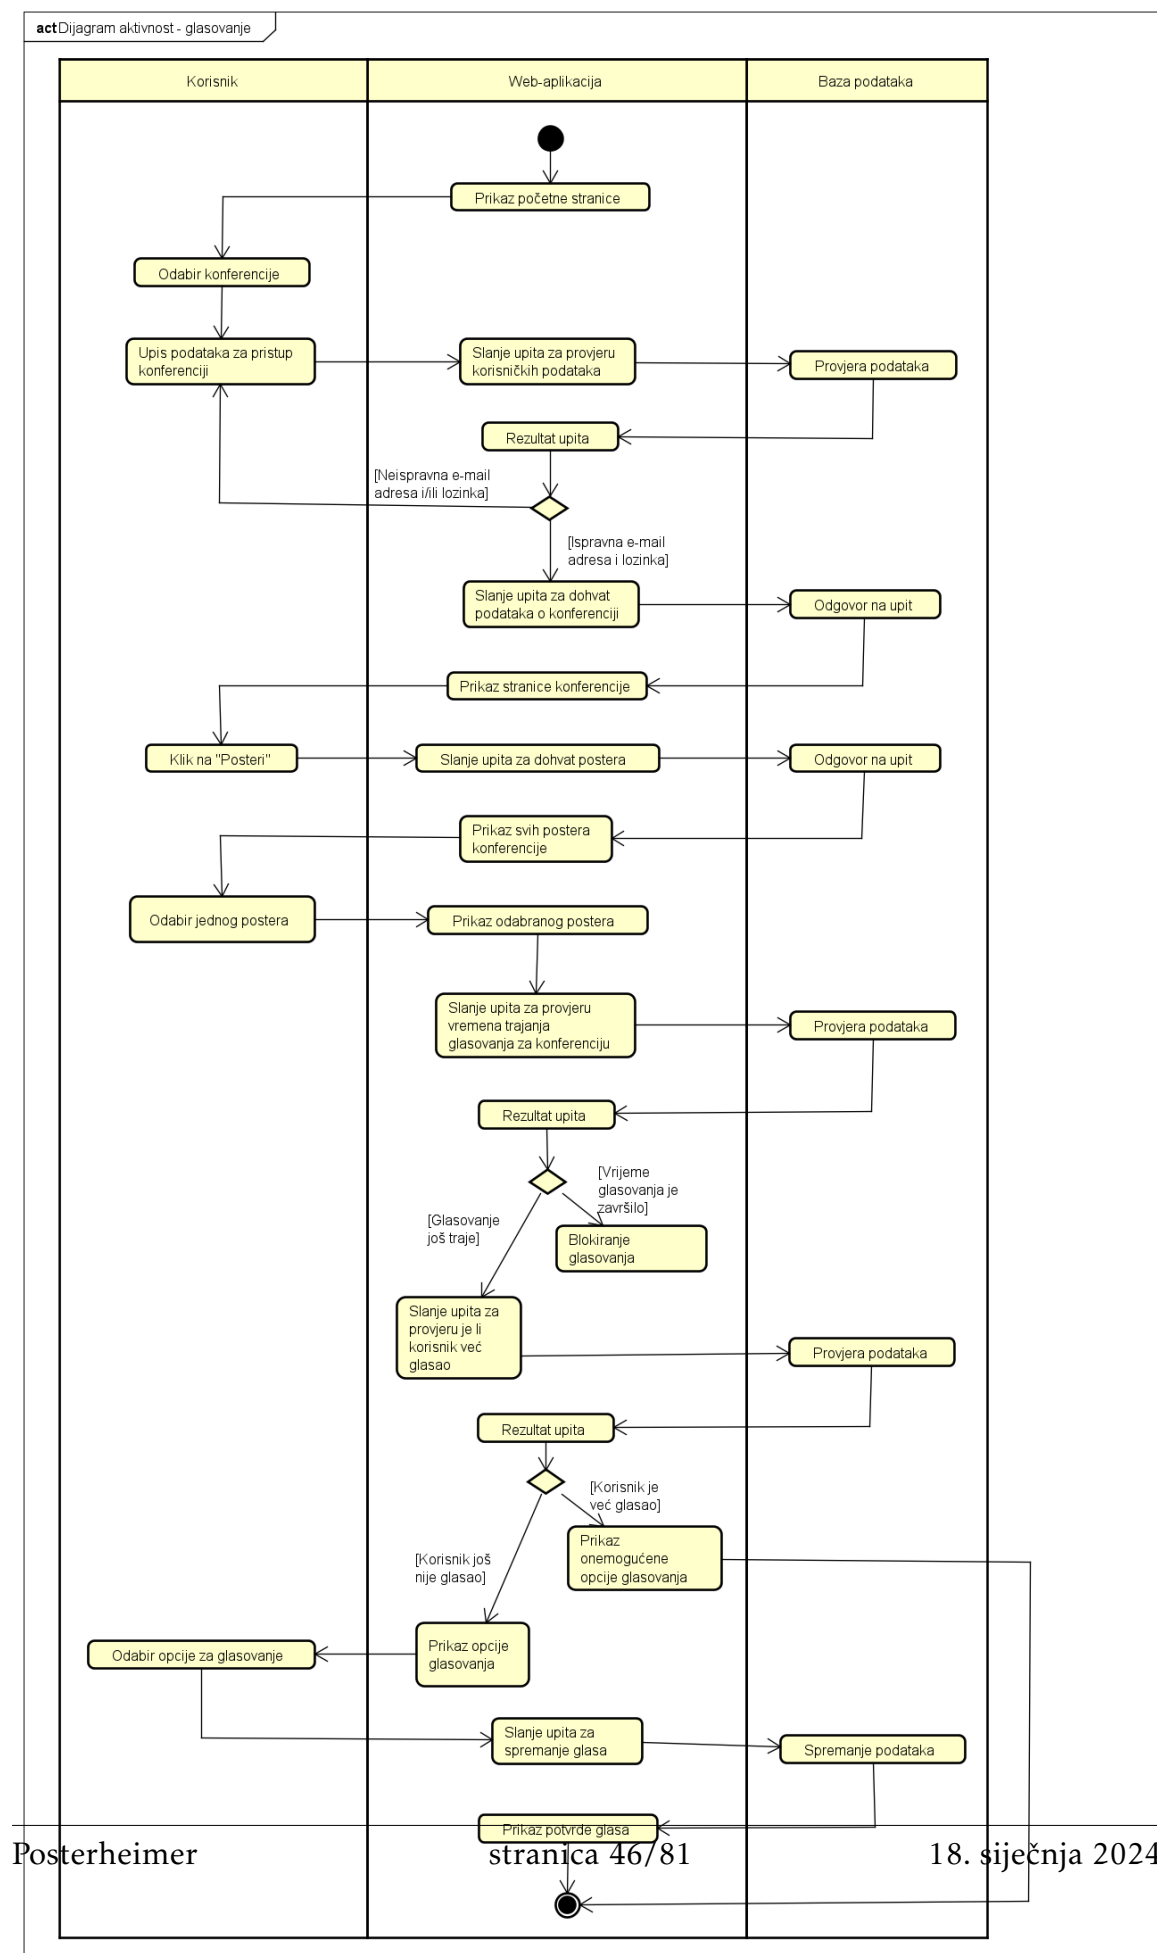 act Dijagram aktivnost - glasovanje
Korisnik
Web-aplikacija
Baza podataka
Prikaz početne stranice
Odabir konferencije
Upis podataka za pristup
konferenciji
Slanje upita za provjeru
korisničkih podataka
Provjera podataka
Rezultat upita
[Neispravna e-mail
adresa i/ili lozinka]
[Ispravna e-mail
adresa i lozinka]
Slanje upita za dohvat
podataka o konferenciji
Odgovor na upit
Prikaz stranice konferencije
Klik na "Posteri"
Slanje upita za dohvat postera
Odgovor na upit
Prikaz svih postera
konferencije
Odabir jednog postera
Prikaz odabranog postera
Slanje upita za provjeru
vremena trajanja
glasovanja za konferenciju
Provjera podataka
Rezultat upita
[Vrijeme
glasovanja je
završilo]
[Glasovanje
još traje]
Blokiranje
glasovanja
Slanje upita za
provjeru je li
korisnik već
glasao
Provjera podataka
Rezultat upita
[Korisnik je
već glasao]
Prikaz
onemogućene
opcije glasovanja
[Korisnik još
nije glasao]
Prikaz opcije
glasovanja
Odabir opcije za glasovanje
Slanje upita za
spremanje glasa
Spremanje podataka
Prikaz potvrde glasa
Posterheimer
stranica 46/81
18. siječnja 2024